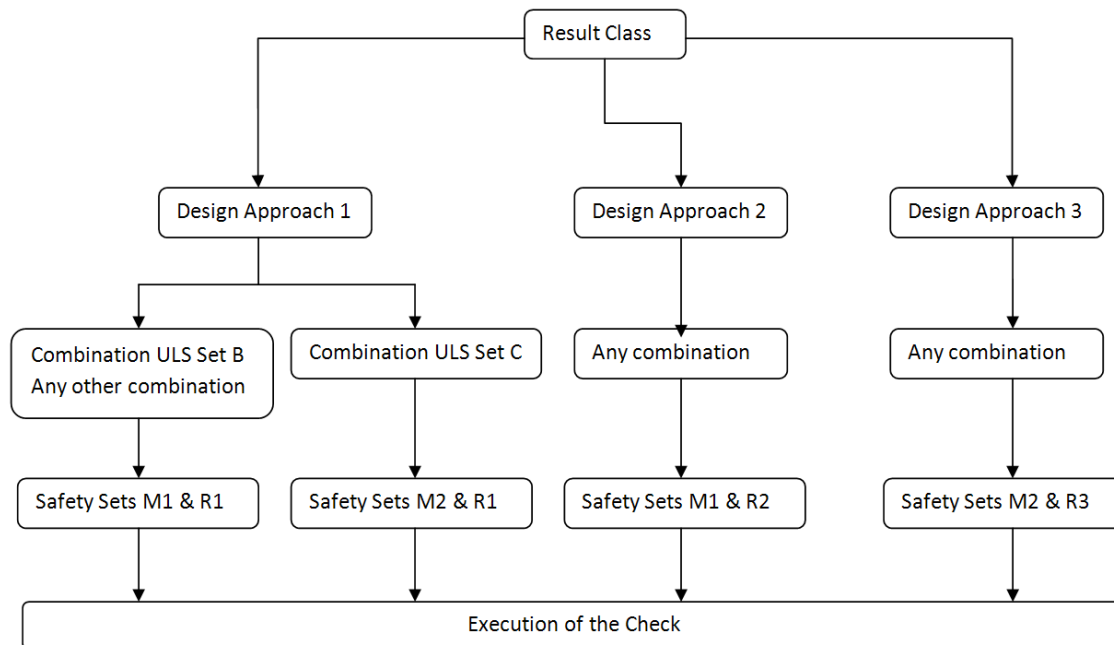 Result Class
Design Approach 1
Design Approach 2
Design Approach 3
Combination ULS Set B
Any other combination
Combination ULS Set C
Any combination
Any combination
Safety Sets M1 & R1
Safety Sets M2 & R1
Safety Sets M1 & R2
Safety Sets M2 & R3
Execution of the Check